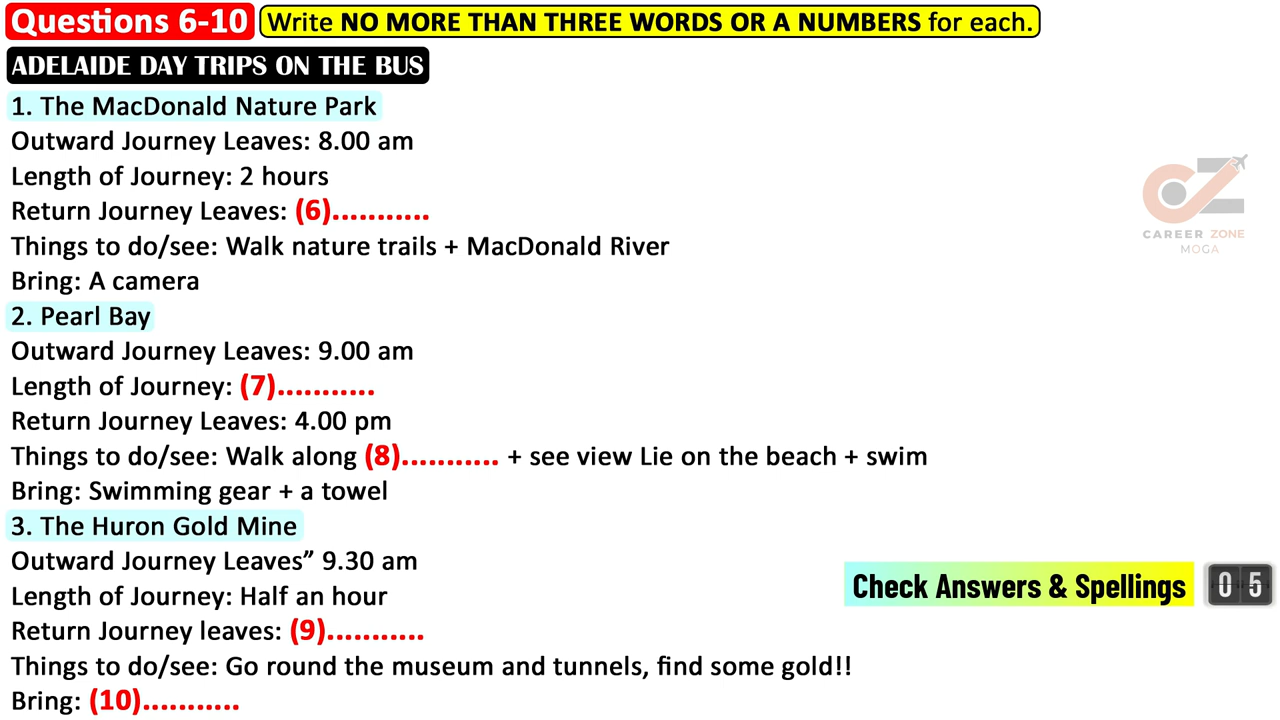 Questions 6-10 Write NO MORE THAN THREE WORDS OR A NUMBERS for each.
ADELAIDE DAY TRIPS ON THE BUS
1. The MacDonald Nature Park
Outward Journey Leaves: 8.00 am
Length of Journey: 2 hours
Return Journey Leaves: (6)...........
Things to do/see: Walk nature trails + MacDonald River
Bring: A camera
2. Pearl Bay
Outward Journey Leaves: 9.00 am
Length of Journey: (7)...........
Return Journey Leaves: 4.00 pm
Things to do/see: Walk along (8)........... + see view Lie on the beach + swim
Bring: Swimming gear + a towel
3. The Huron Gold Mine
Outward Journey Leaves” 9.30 am
Length of Journey: Half an hour
Return Journey leaves: (9)...........
Things to do/see: Go round the museum and tunnels, find some gold!!
Bring: (10)...........
CZ
CAREER ZONE
MOGA
Check Answers & Spellings 05